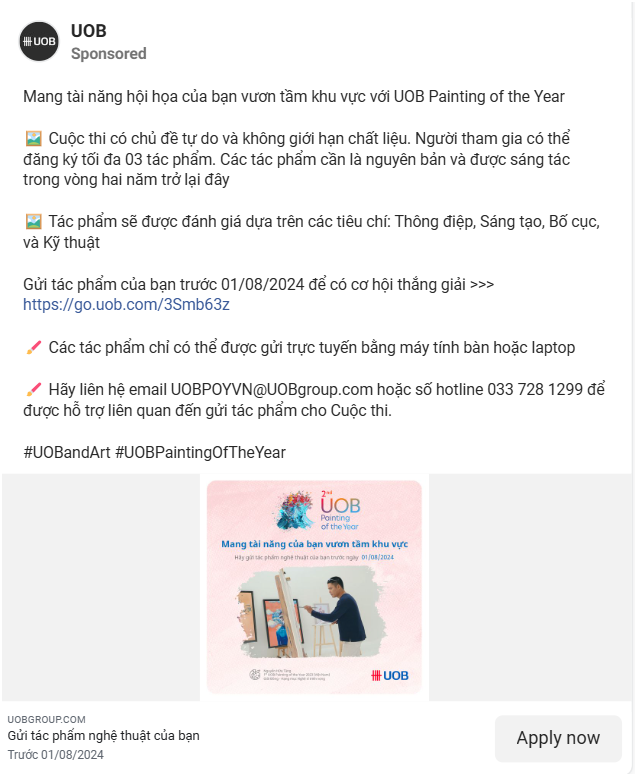 UOB
UOB
Sponsored
Mang tài năng hội họa của bạn vươn tầm khu vực với UOB Painting of the Year
🖼️ Cuộc thi có chủ đề tự do và không giới hạn chất liệu. Người tham gia có thể
đăng ký tối đa 03 tác phẩm. Các tác phẩm cần là nguyên bản và được sáng tác
trong vòng hai năm trở lại đây
🖼️ Tác phẩm sẽ được đánh giá dựa trên các tiêu chí: Thông điệp, Sáng tạo, Bố cục,
và Kỹ thuật
Gửi tác phẩm của bạn trước 01/08/2024 để có cơ hội thắng giải >>>
https://go.uob.com/3Smb63z
🖌️ Các tác phẩm chỉ có thể được gửi trực tuyến bằng máy tính bàn hoặc laptop
🖌️ Hãy liên hệ email UOBPOYVN@UOBgroup.com hoặc số hotline 033 728 1299 để
được hỗ trợ liên quan đến gửi tác phẩm cho Cuộc thi.
#UOBandArt #UOBPaintingOfTheYear
2nd
UOB
Painting
of the Year
Mang tài năng của bạn vươn tầm khu vực
Hãy gửi tác phẩm nghệ thuật của bạn trước ngày 01/08/2024
UOB
UOBGROUP.COM
Gửi tác phẩm nghệ thuật của bạn
Trước 01/08/2024
Apply now